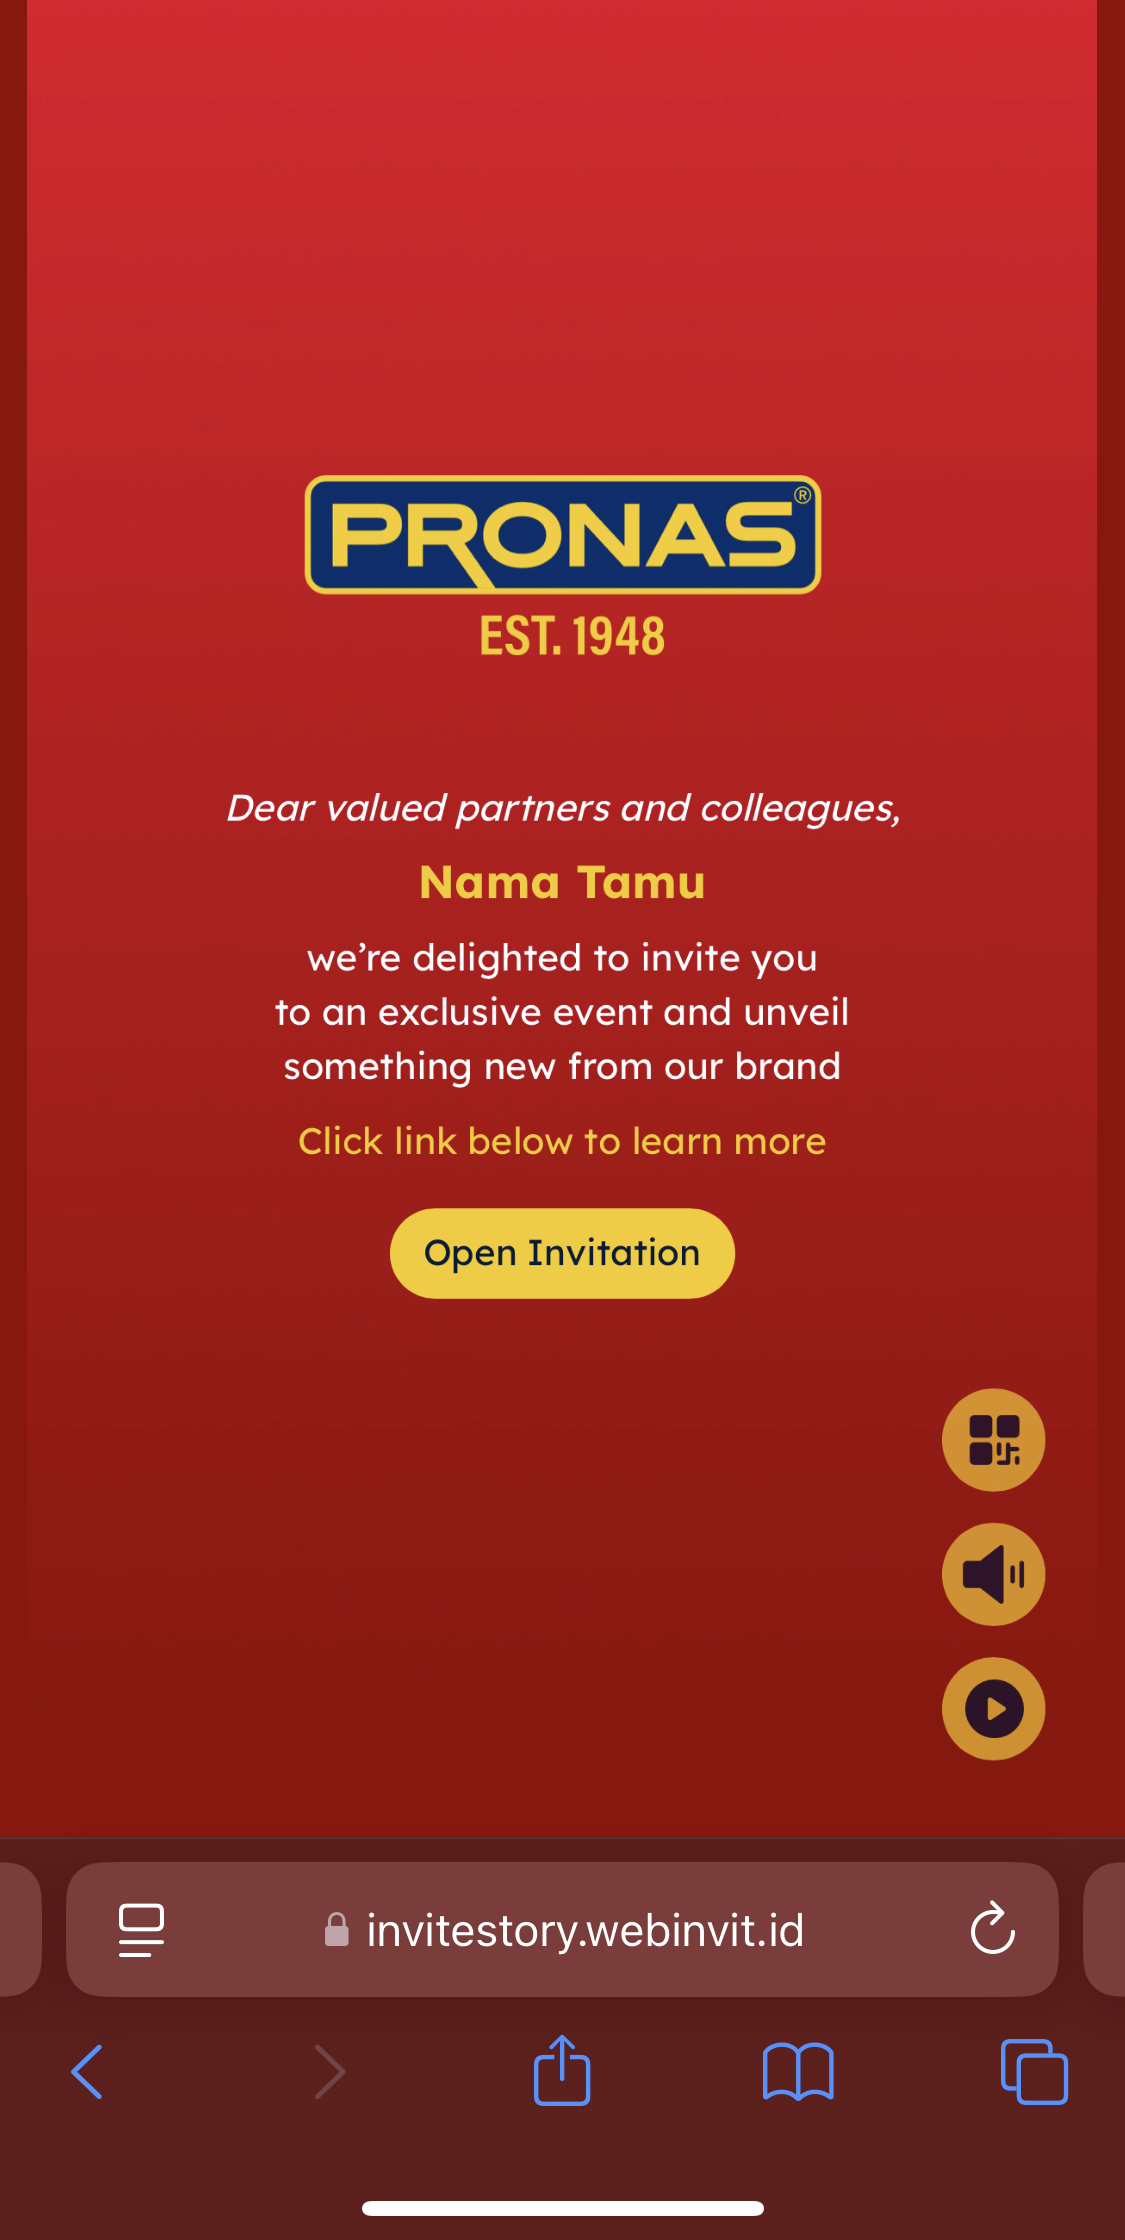 PRONAS®
EST. 1948
Dear valued partners and colleagues,
Nama Tamu
we’re delighted to invite you
to an exclusive event and unveil
something new from our brand
Click link below to learn more
Open Invitation
invitestory.webinvit.id